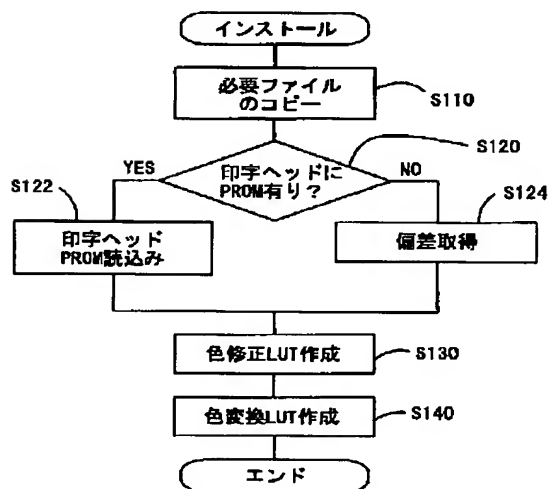 インストール
必要ファイル
のコピー
S110
印字ヘッドに
PROM有り？
S120
YES
NO
S122
印字ヘッド
PROM読込み
S124
偏差取得
色修正LUT作成
S130
色変換LUT作成
S140
エンド